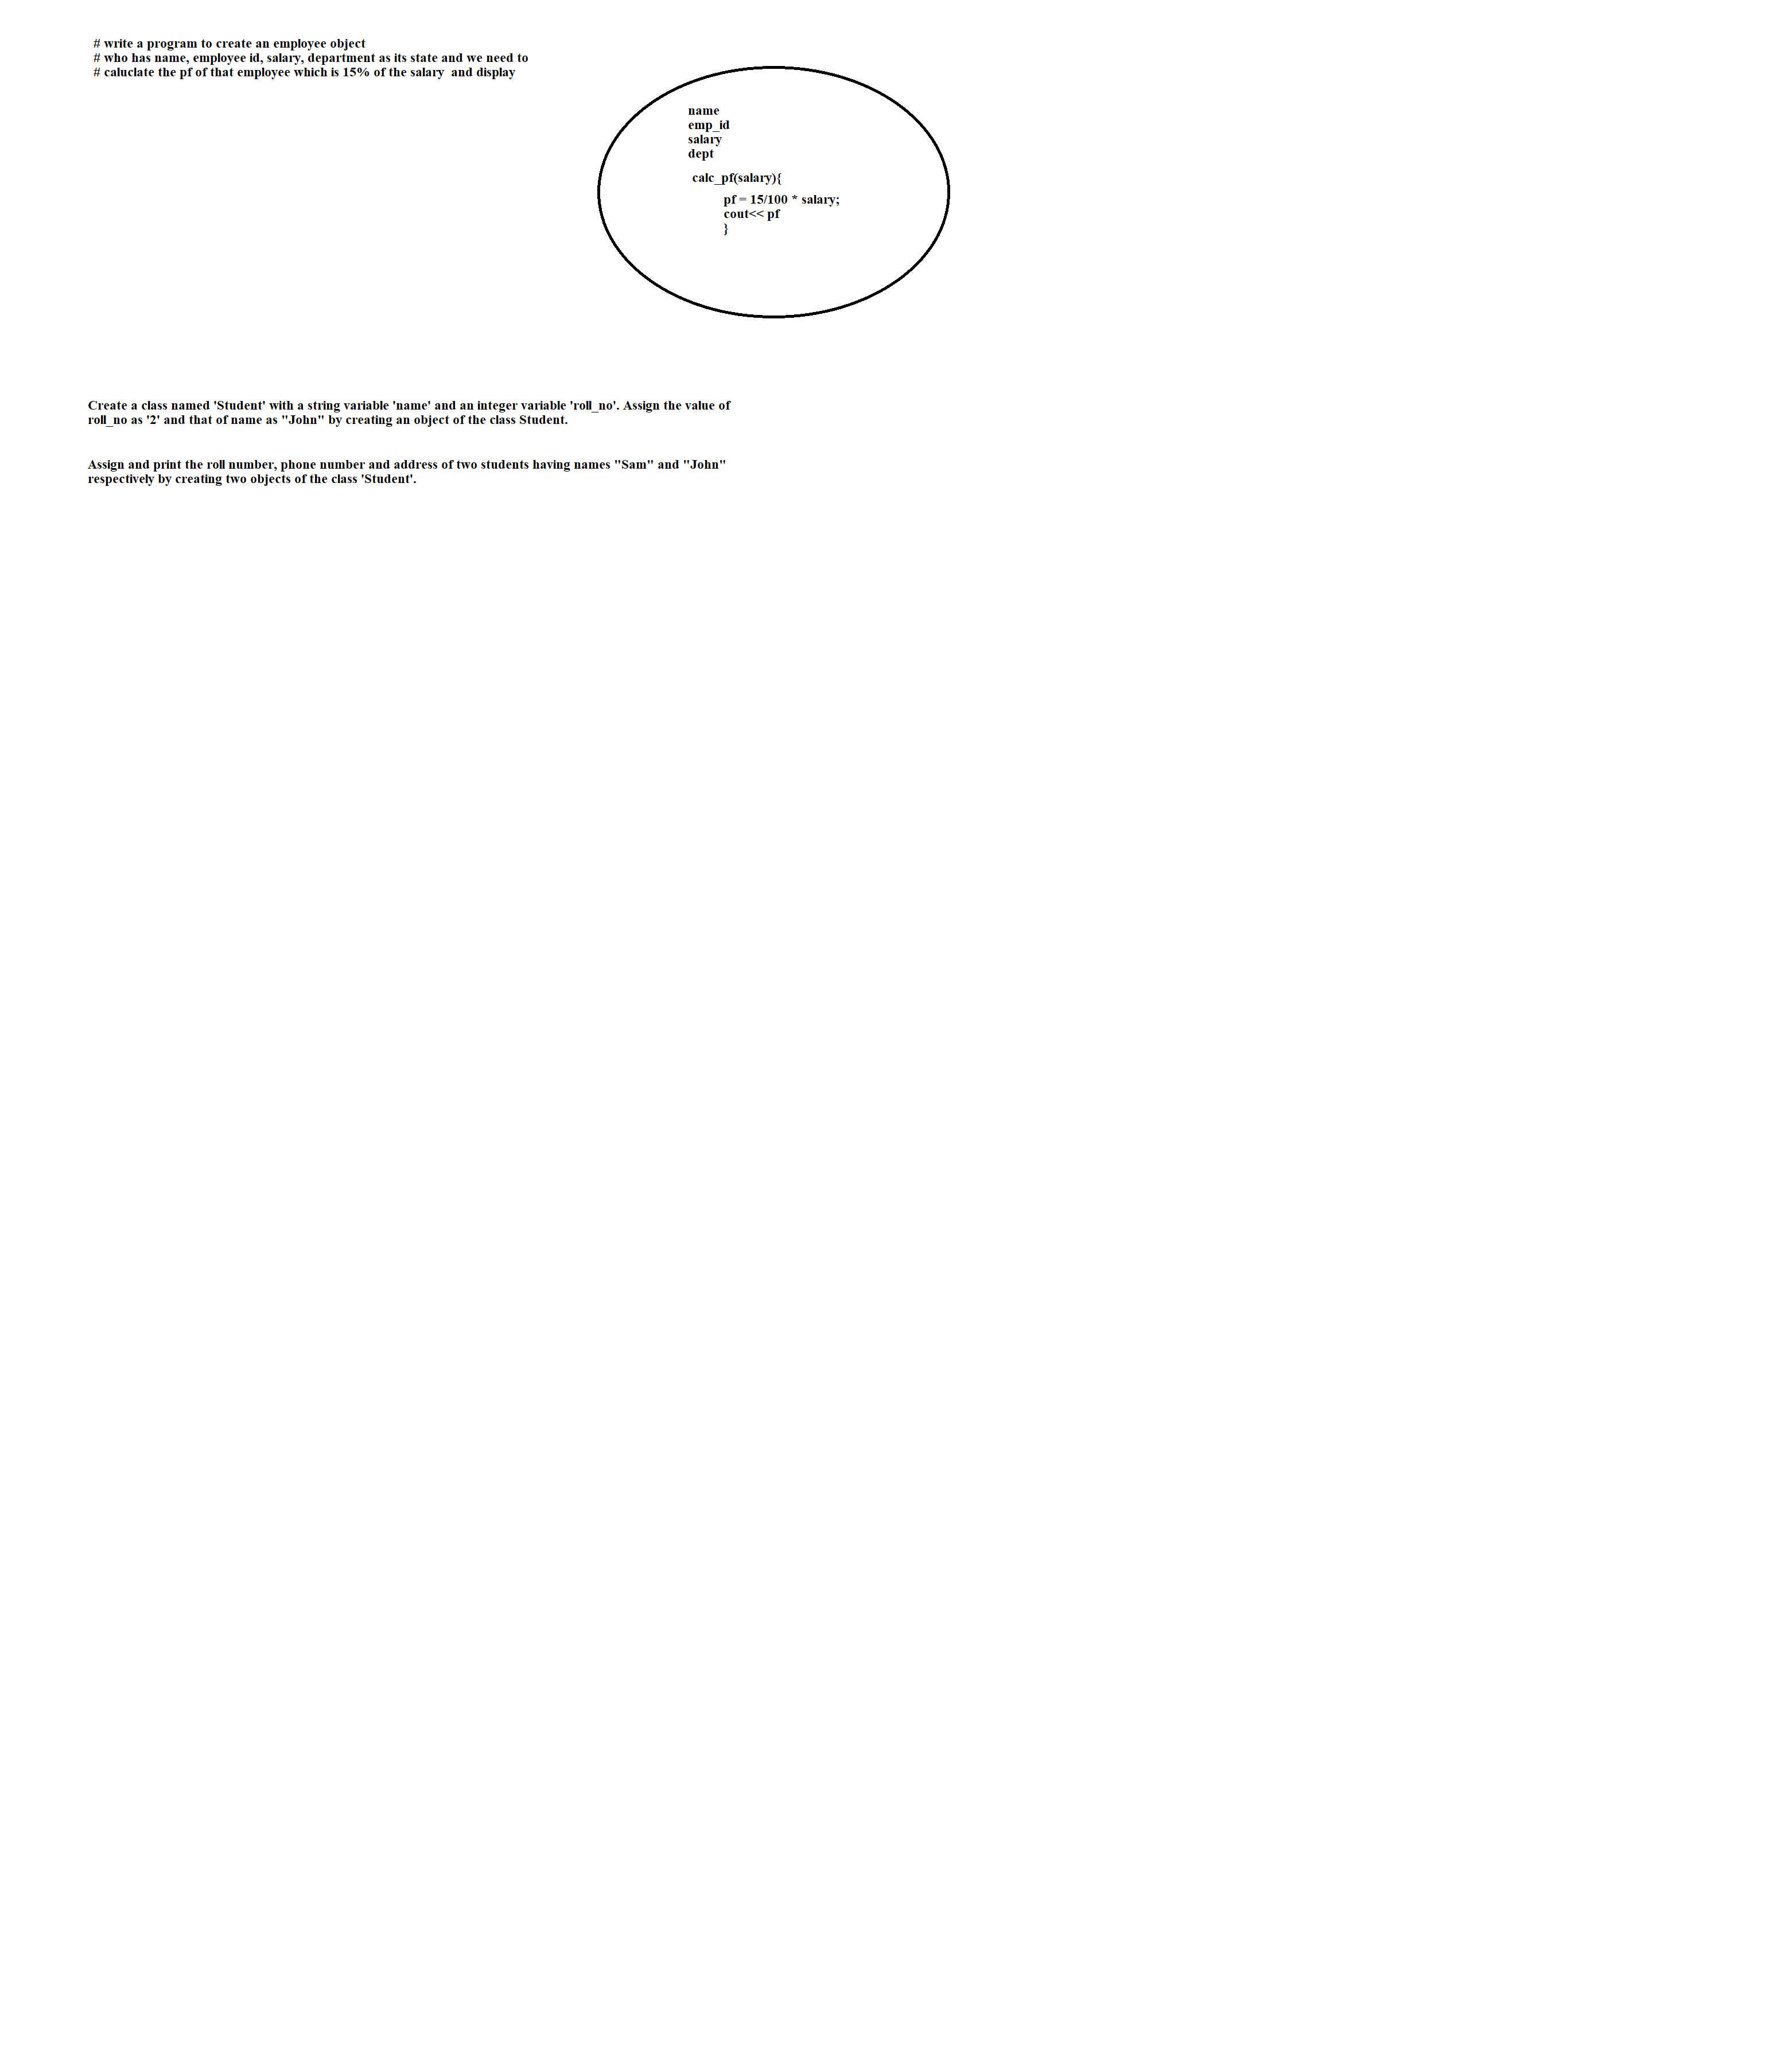 # write a program to create an employee object
# who has name, employee id, salary, department as its state and we need to
# caluclate the pf of that employee which is 15% of the salary  and display
name
emp_id
salary
dept
calc_pf(salary){
pf = 15/100 * salary;
cout<< pf
}
Create a class named 'Student' with a string variable 'name' and an integer variable 'roll_no'. Assign the value of
roll_no as '2' and that of name as "John" by creating an object of the class Student.
Assign and print the roll number, phone number and address of two students having names "Sam" and "John"
respectively by creating two objects of the class 'Student'.